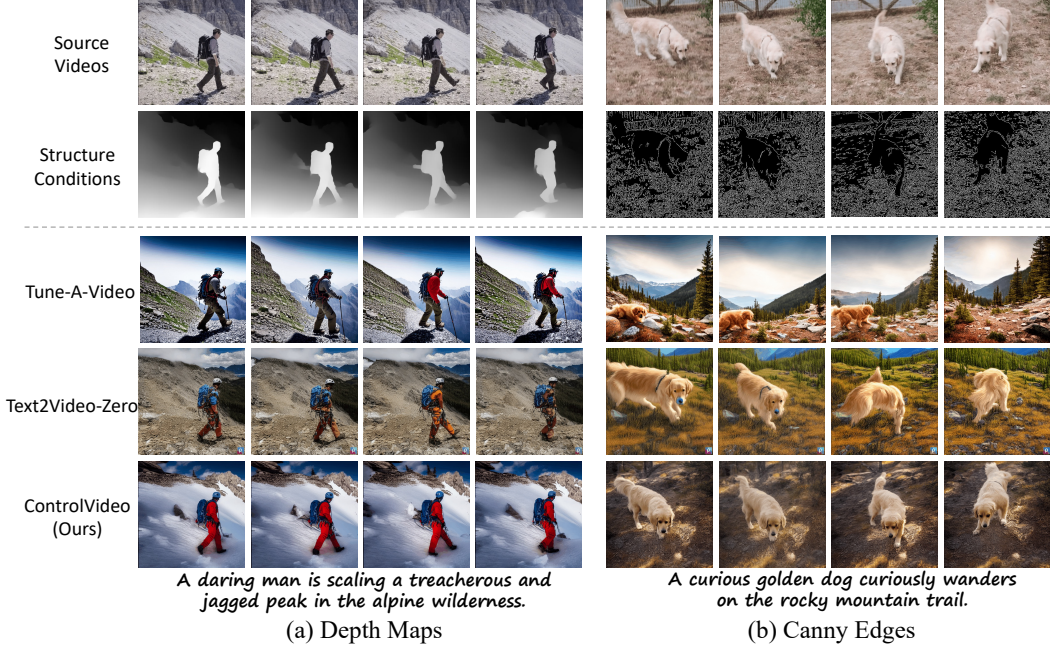 Source
Videos
Structure
Conditions
Tune-A-Video
Text2Video-Zero
ControlVideo
(Ours)
A daring man is scaling a treacherous and
jagged peak in the alpine wilderness.
A curious golden dog curiously wanders
on the rocky mountain trail.
(a) Depth Maps
(b) Canny Edges